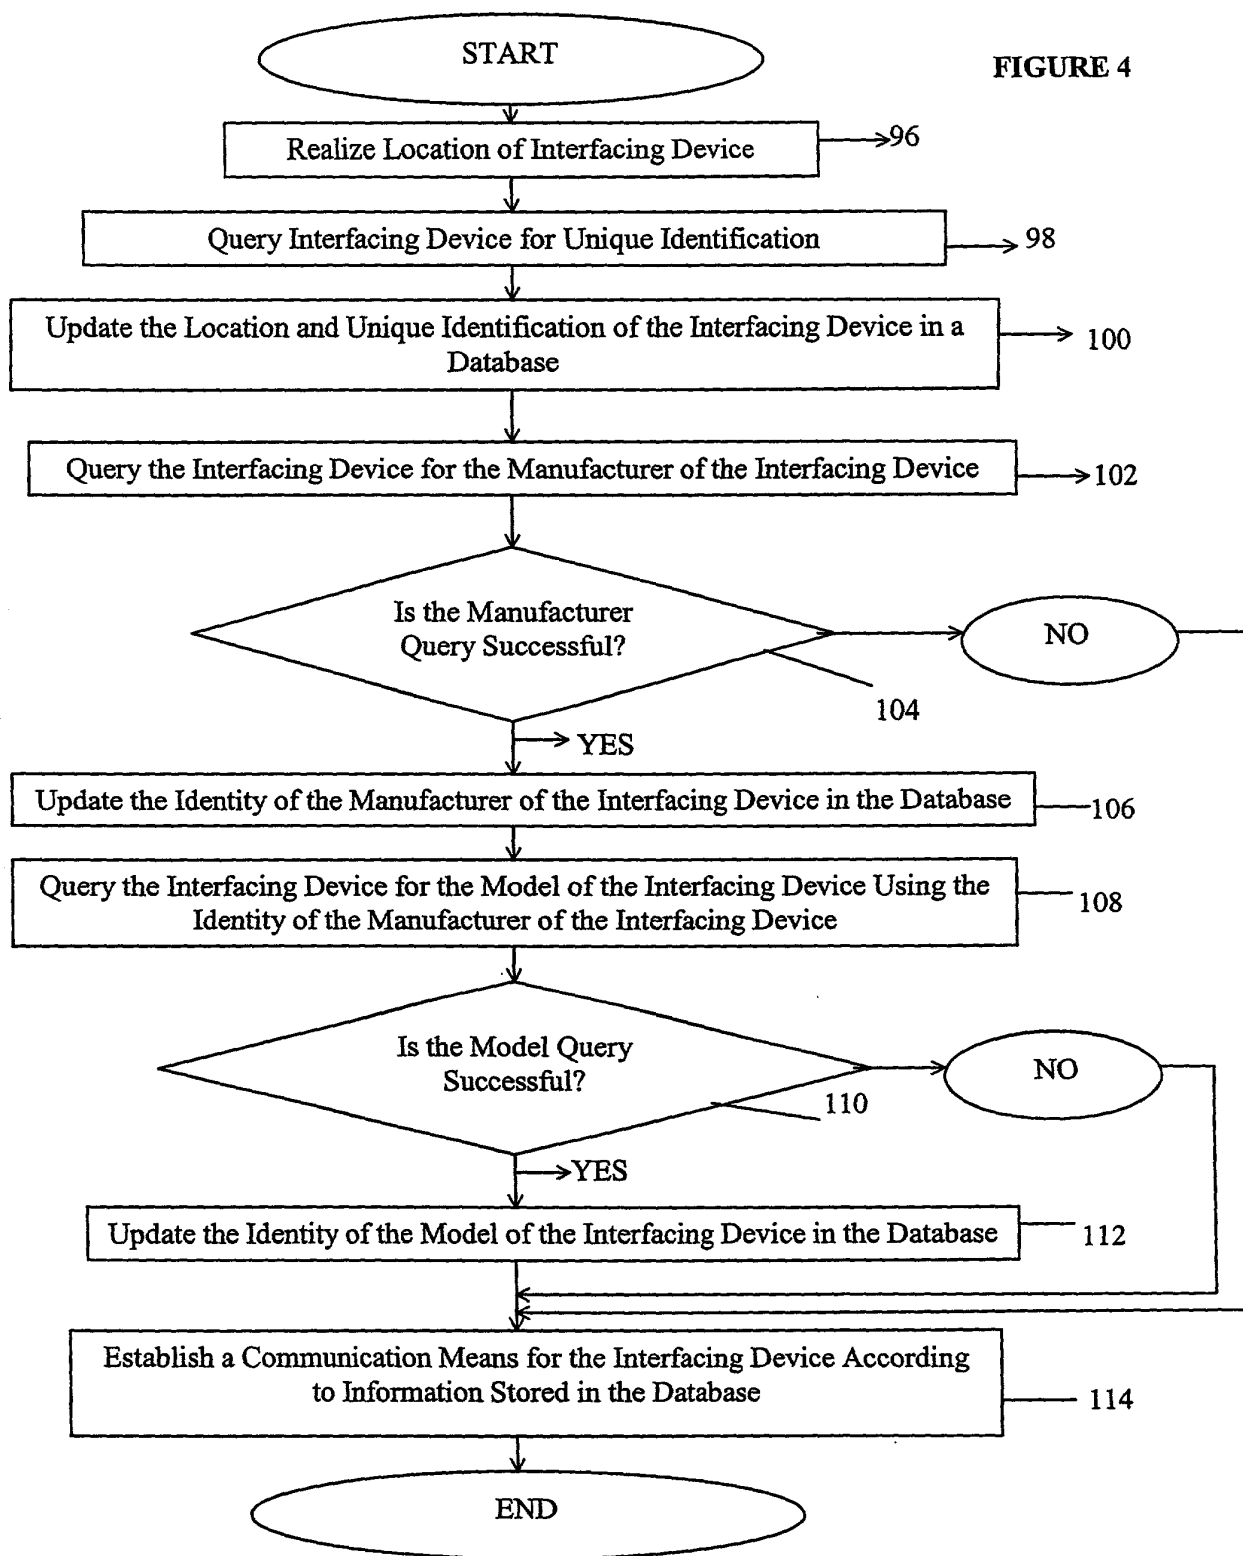 START
FIGURE 4
Realize Location of Interfacing Device
96
Query Interfacing Device for Unique Identification
98
Update the Location and Unique Identification of the Interfacing Device in a
Database
100
Query the Interfacing Device for the Manufacturer of the Interfacing Device
102
Is the Manufacturer
Query Successful?
NO
104
YES
Update the Identity of the Manufacturer of the Interfacing Device in the Database
106
Query the Interfacing Device for the Model of the Interfacing Device Using the
Identity of the Manufacturer of the Interfacing Device
108
Is the Model Query
Successful?
NO
110
YES
Update the Identity of the Model of the Interfacing Device in the Database
112
Establish a Communication Means for the Interfacing Device According
to Information Stored in the Database
114
END